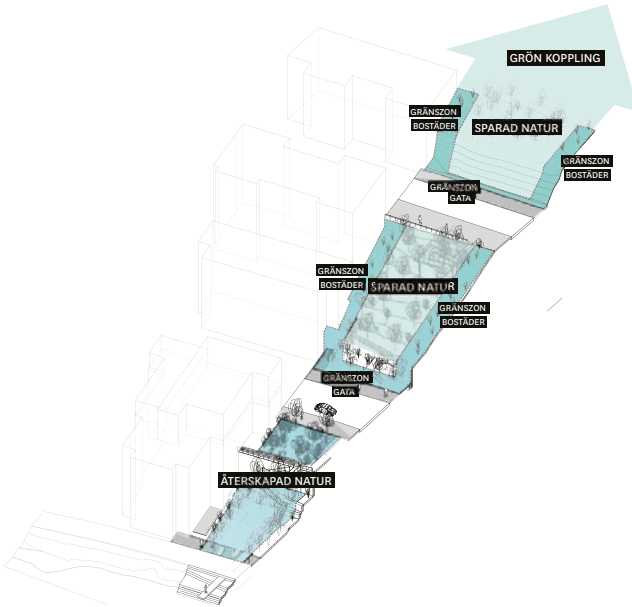 GRÖN KOPPLING
GRÄNSZON
BOSTÄDER
SPARAD NATUR
GRÄNSZON
BOSTÄDER
GRÄNSZON
GATA
GRÄNSZON
BOSTÄDER
SPARAD NATUR
GRÄNSZON
BOSTÄDER
GRÄNSZON
GATA
ÅTERSKAPAD NATUR